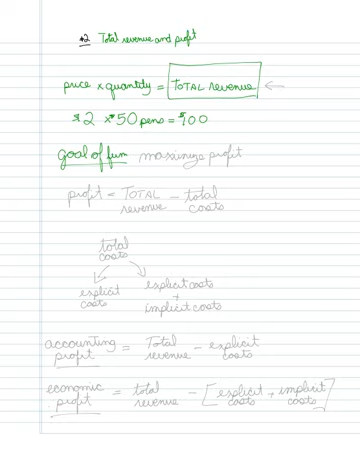 #2 Total revenue and profit
price x quantity = TOTAL revenue
$2 x 50 pens = $100
goal of firm maximize profit
profit = TOTAL revenue - total costs
total costs
explicit costs
explicit costs + implicit costs
accounting profit = Total revenue - explicit costs
economic profit = total revenue - [explicit costs + implicit costs]